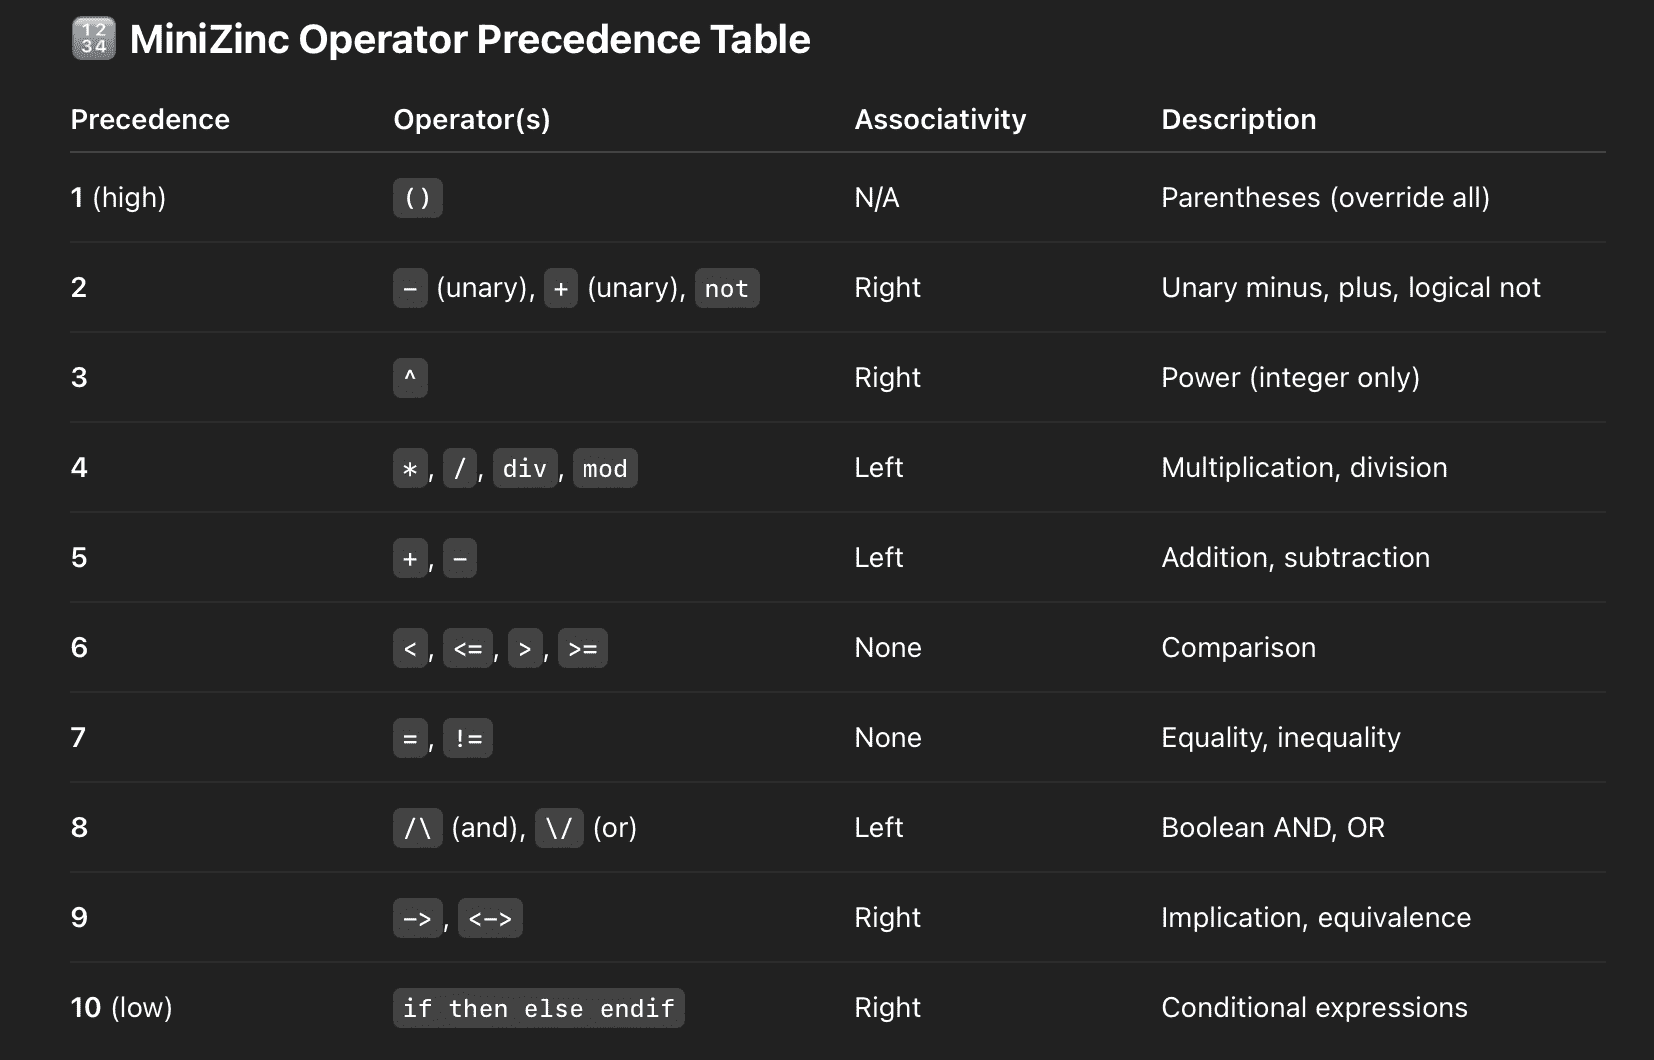 🔢 MiniZinc Operator Precedence Table
Precedence Operator(s) Associativity Description
1 (high) () N/A Parentheses (override all)
2 - (unary), + (unary), not Right Unary minus, plus, logical not
3 ^ Right Power (integer only)
4 *, /, div, mod Left Multiplication, division
5 +, - Left Addition, subtraction
6 <, <=, >, >= None Comparison
7 =, != None Equality, inequality
8 /\ (and), \/ (or) Left Boolean AND, OR
9 ->, <-> Right Implication, equivalence
10 (low) if then else endif Right Conditional expressions